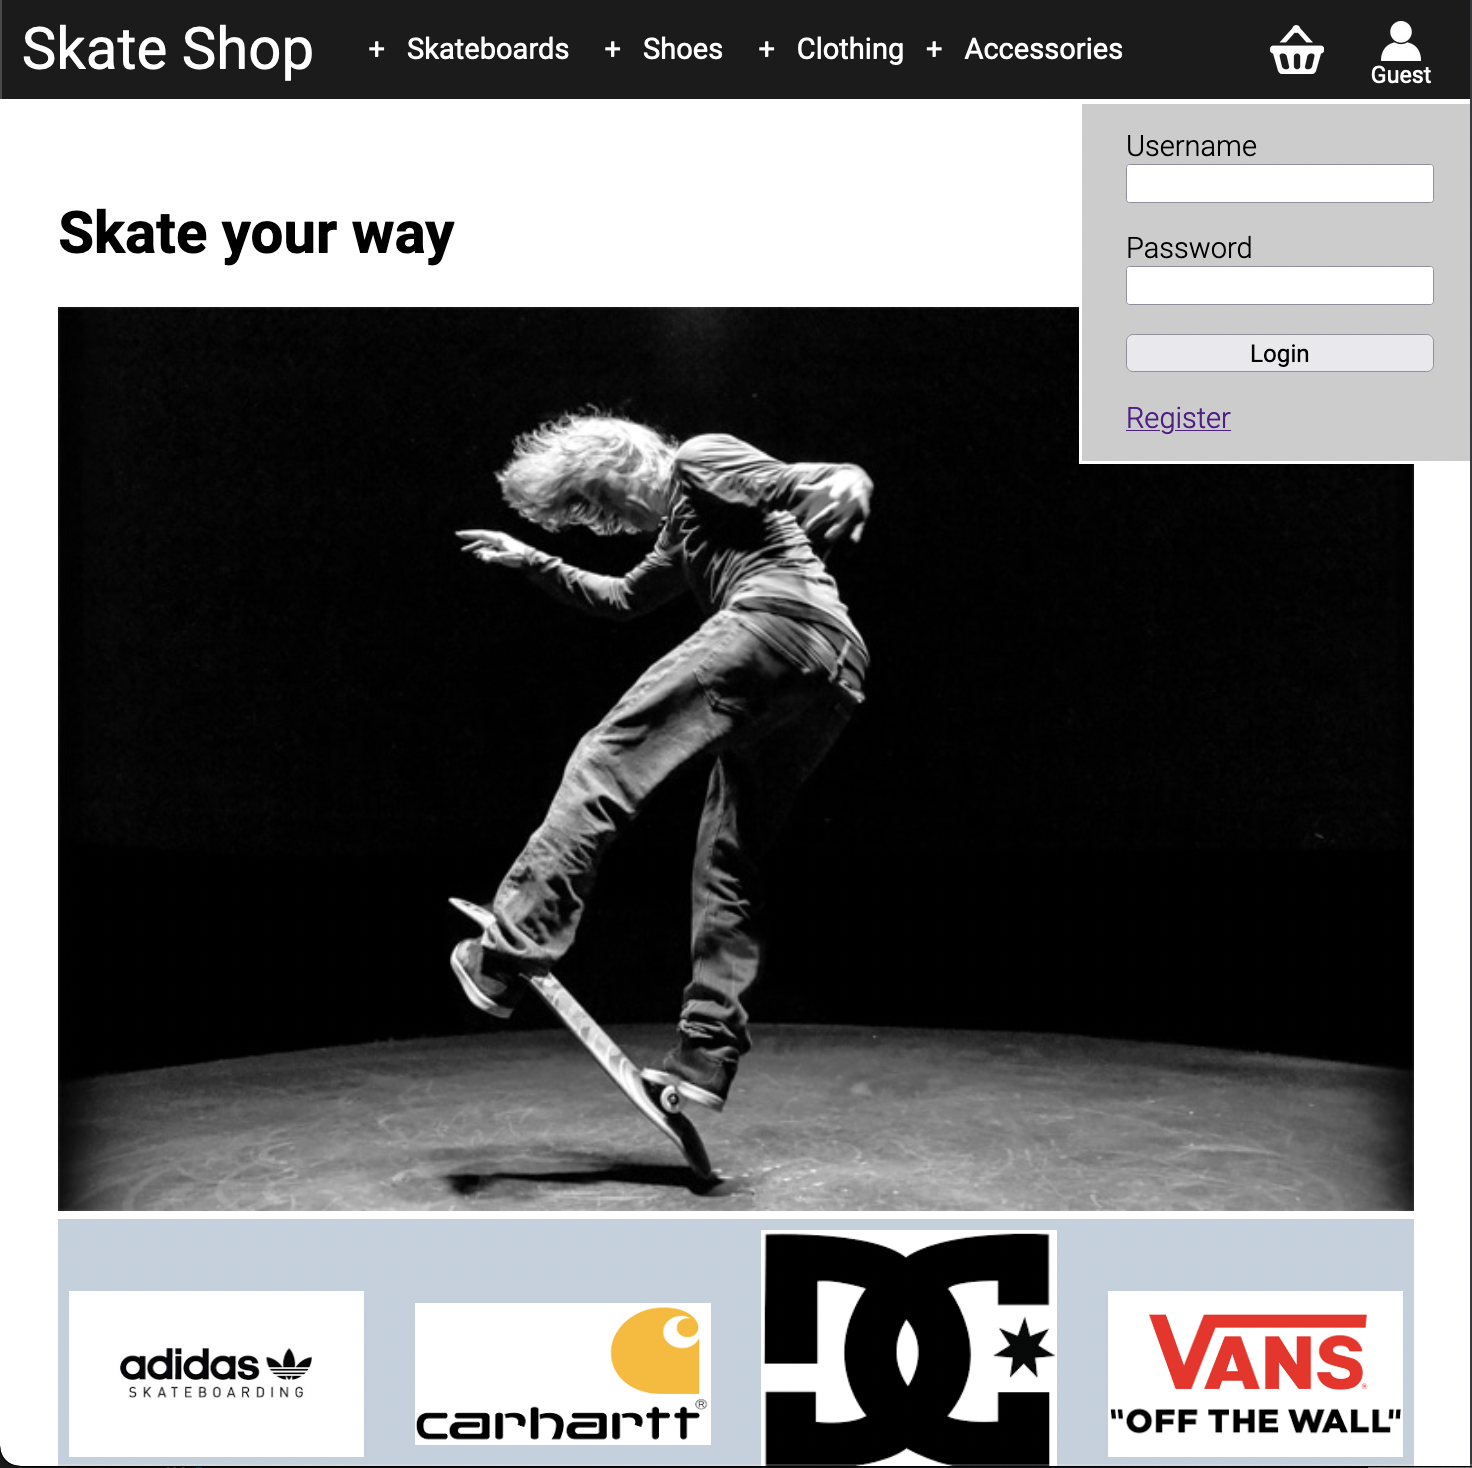 Skate Shop
+ Skateboards + Shoes + Clothing + Accessories
Guest
Username
Password
Login
Register
Skate your way
adidas
SKATEBOARDING
carhartt®
DC
VANS®
"OFF THE WALL"